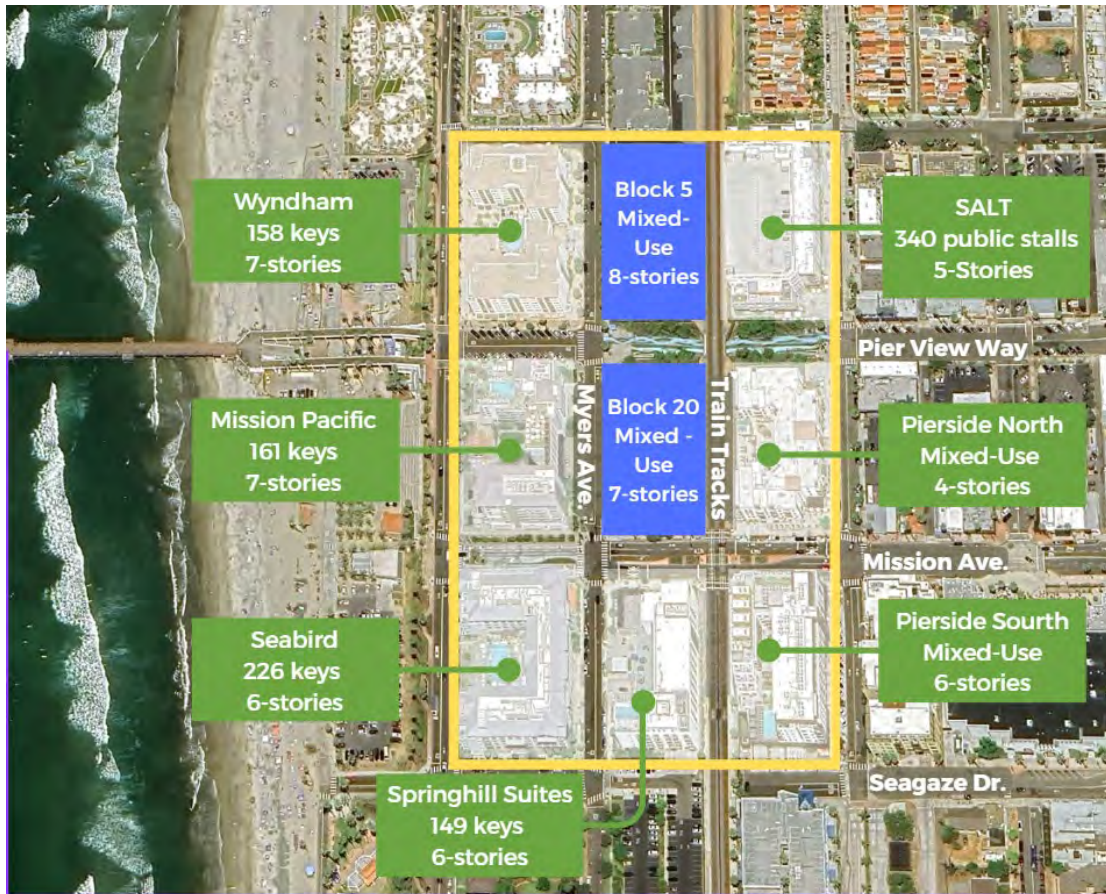 Wyndham
158 keys
7-stories
Block 5
Mixed-
Use
8-stories
SALT
340 public stalls
5-Stories
Pier View Way
Mission Pacific
161 keys
7-stories
Myers Ave.
Block 20
Mixed -
Use
7-stories
Train Tracks
Pierside North
Mixed-Use
4-stories
Mission Ave.
Seabird
226 keys
6-stories
Pierside Sourth
Mixed-Use
6-stories
Springhill Suites
149 keys
6-stories
Seagaze Dr.